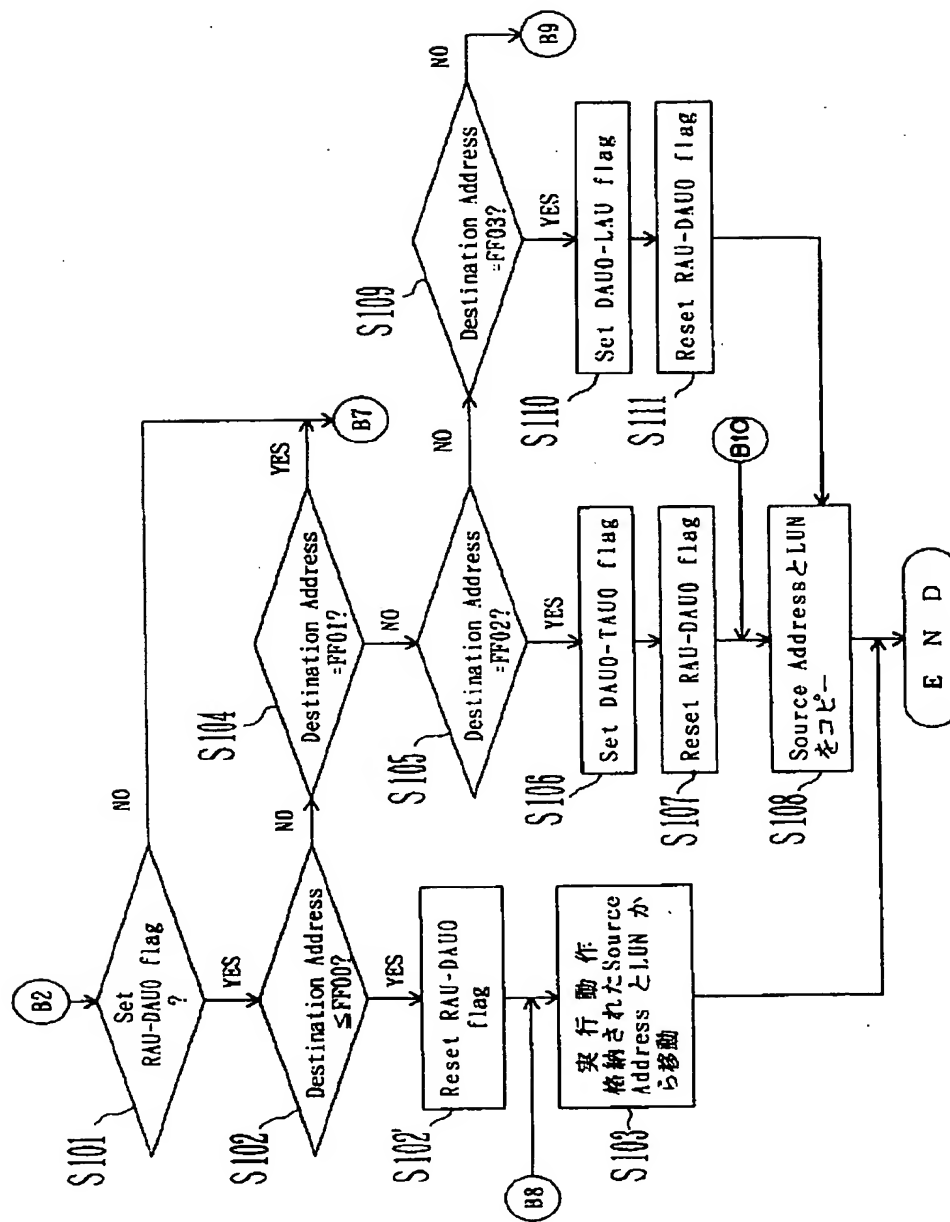 B2
S101
Set
RAU-DAU0 flag
?
NO
YES
S102
Destination Address
≦FF00?
NO
YES
S102'
Reset RAU-DAU0
flag
B8
S103
実行動作
格納されたSource
Address とLUN か
ら移動
S104
Destination Address
=FF01?
YES
B7
NO
S105
Destination Address
=FF02?
NO
YES
S106
Set DAU0-TAU0 flag
S107
Reset RAU-DAU0 flag
B10
S108
Source AddressとLUN
をコピー
S109
Destination Address
=FF03?
NO
B9
YES
S110
Set DAU0-LAU flag
S111
Reset RAU-DAU0 flag
END